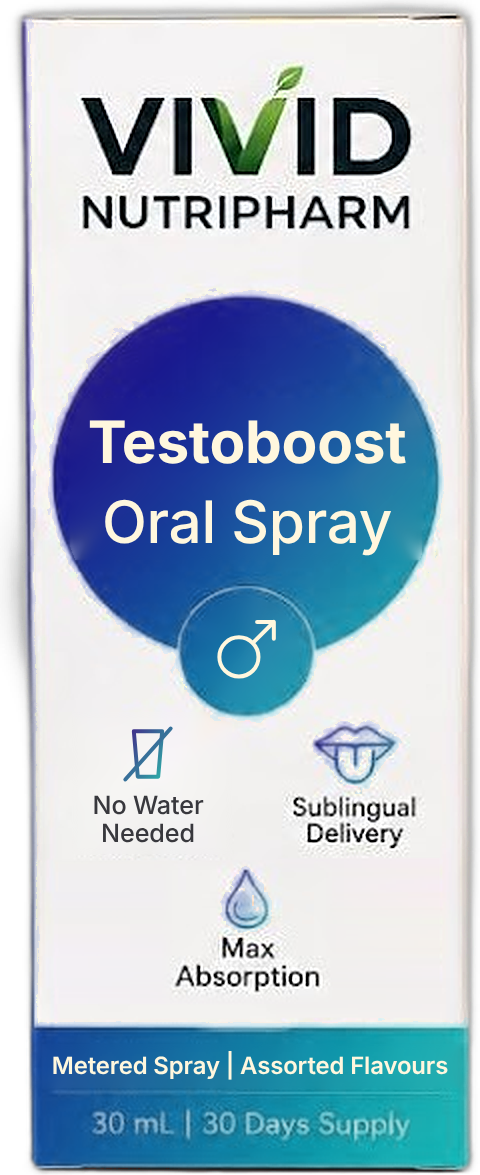 VIVID
NUTRIPHARM
Testoboost
Oral Spray
No Water
Needed
Sublingual
Delivery
Max
Absorption
Metered Spray | Assorted Flavours
30 mL | 30 Days Supply